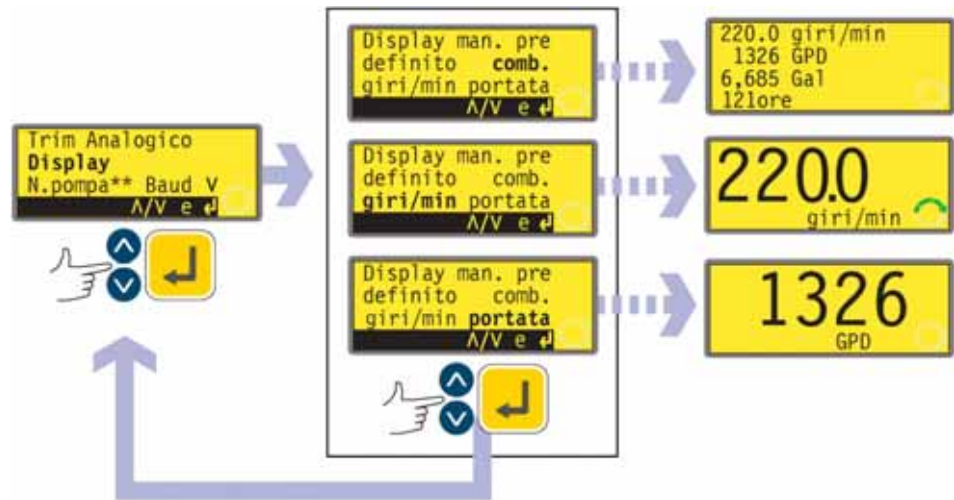 Trim Analogico
Display
N.pompa** Baud V
Λ/V e ↲
Display man. pre
definito comb.
giri/min portata
Λ/V e ↲
220.0 giri/min
1326 GPD
6,685 Gal
121ore
Display man. pre
definito comb.
giri/min portata
Λ/V e ↲
220.0
giri/min
Display man. pre
definito comb.
giri/min portata
Λ/V e ↲
1326
GPD